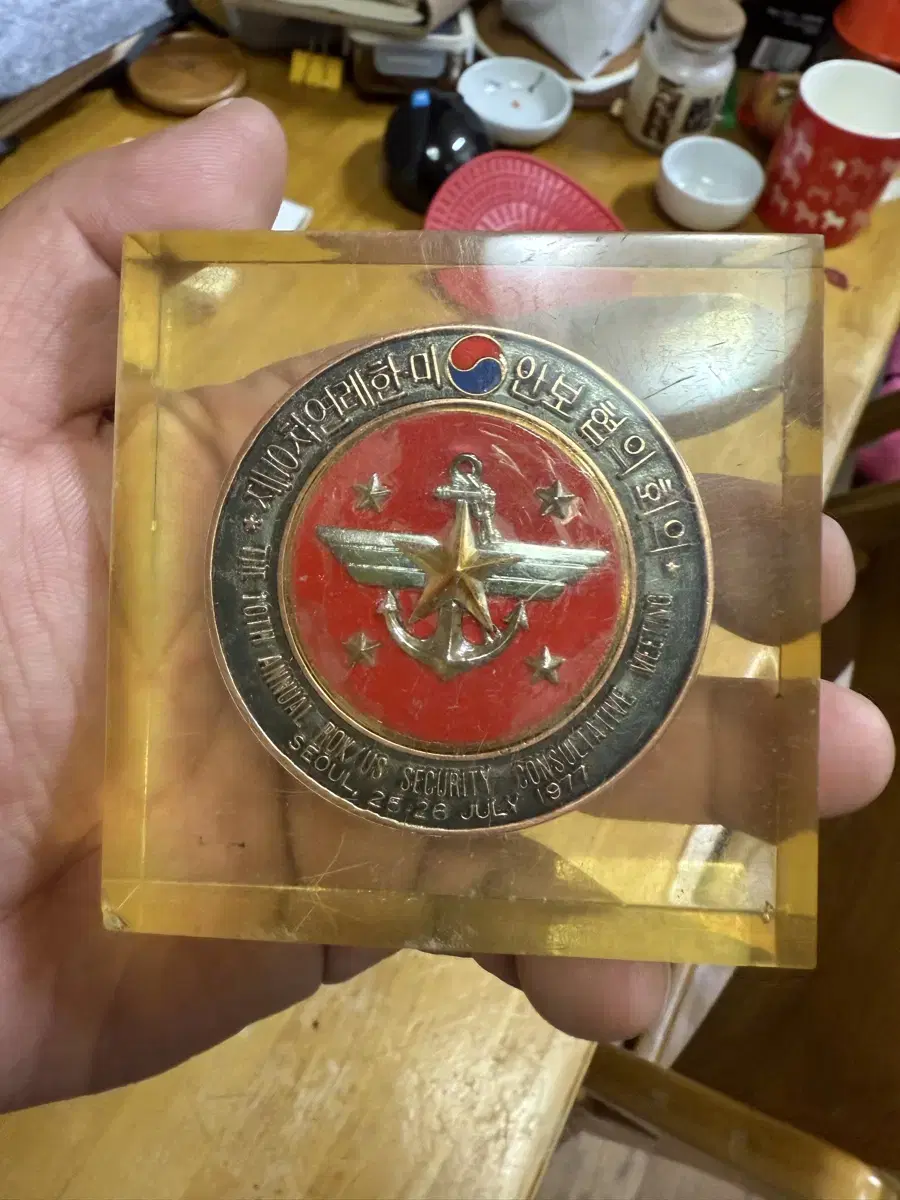 제10차연례한·미 안보협의회의
THE 10TH ANNUAL ROK/US SECURITY CONSULTATIVE MEETING
SEOUL, 25-26 JULY 1977